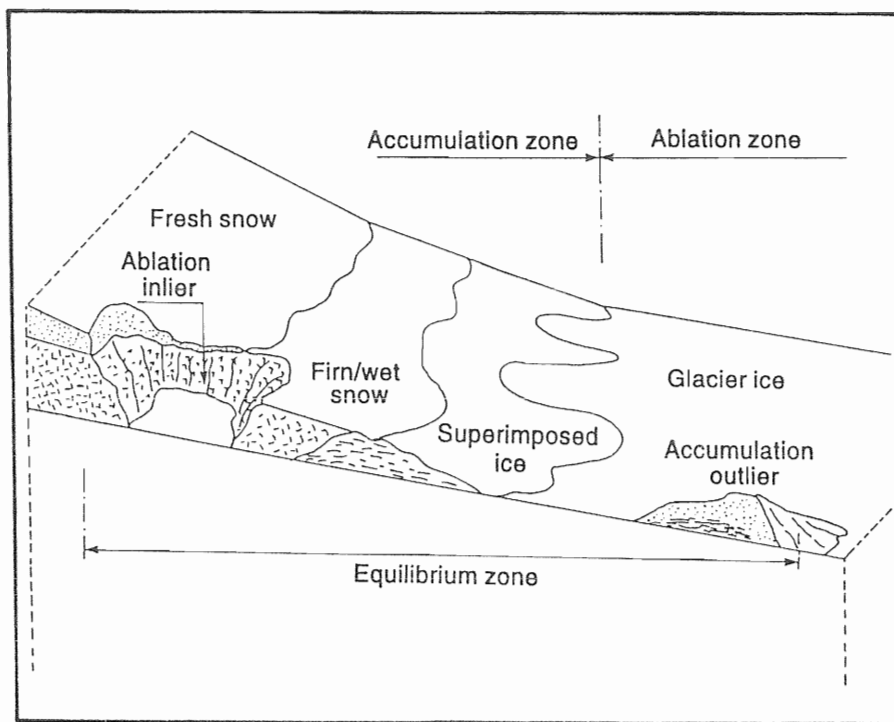 Accumulation zone
Ablation zone
Fresh snow
Ablation
inlier
Firn/wet
snow
Glacier ice
Superimposed
ice
Accumulation
outlier
Equilibrium zone